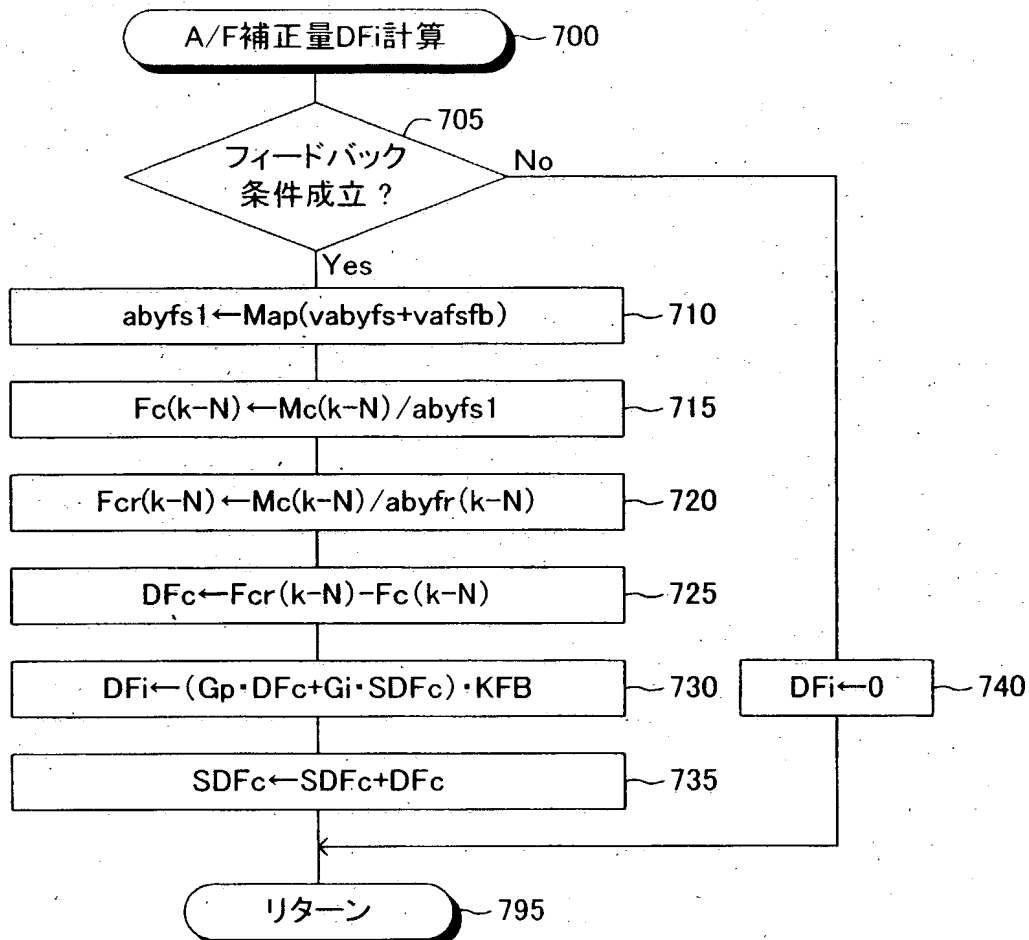 A/F補正量DFi計算
700
705
フィードバック
条件成立？
No
Yes
abyfs1←Map(vabyfs+vafsfb)
710
Fc(k-N)←Mc(k-N)/abyfs1
715
Fcr(k-N)←Mc(k-N)/abyfr(k-N)
720
DFc←Fcr(k-N)-Fc(k-N)
725
DFi←(Gp・DFc+Gi・SDFc)・KFB
730
DFi←0
740
SDFc←SDFc+DFc
735
リターン
795